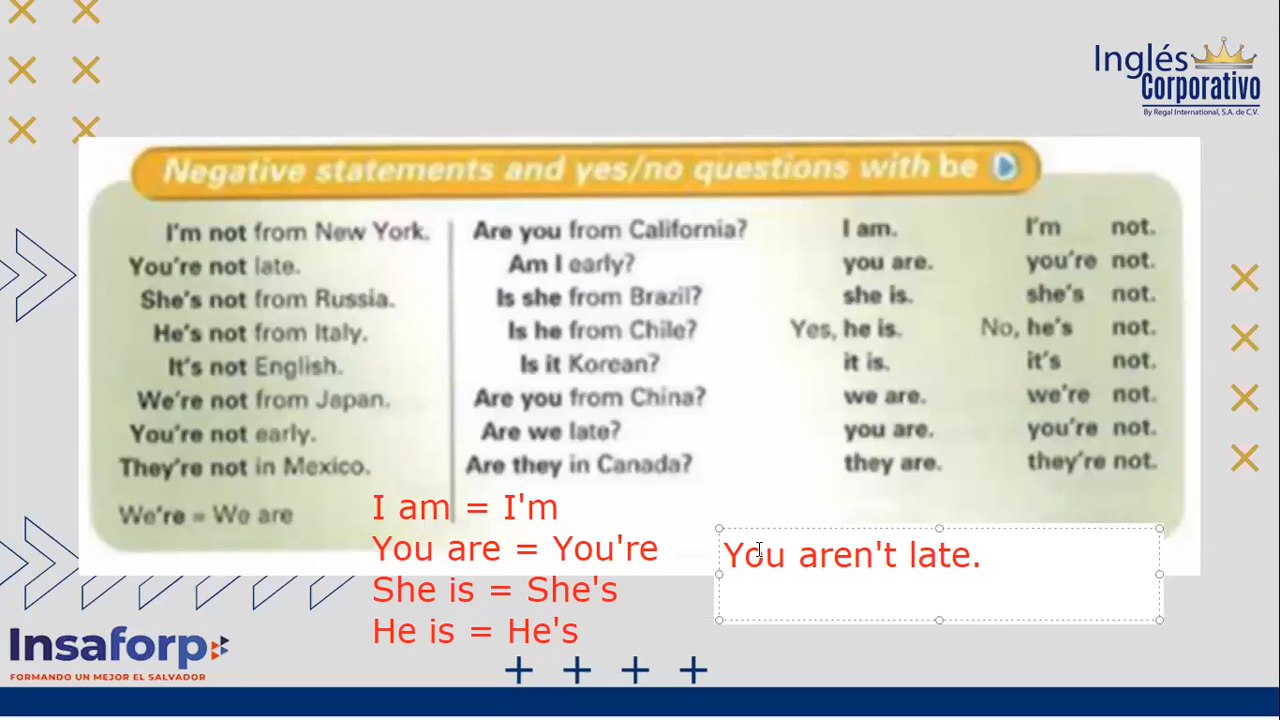 Inglés
Corporativo
By Regal International, S.A. de C.V.
Negative statements and yes/no questions with be
I'm not from New York.
You're not late.
She's not from Russia.
He's not from Italy.
It's not English.
We're not from Japan.
You're not early.
They're not in Mexico.
We're = We are
Are you from California?
Am I early?
Is she from Brazil?
Is he from Chile?
Is it Korean?
Are you from China?
Are we late?
Are they in Canada?
I am.
you are.
she is.
Yes, he is.
it is.
we are.
you are.
they are.
I'm not.
you're not.
she's not.
No, he's not.
it's not.
we're not.
you're not.
they're not.
I am = I'm
You are = You're
She is = She's
He is = He's
You aren't late.
Insaforp
FORMANDO UN MEJOR EL SALVADOR